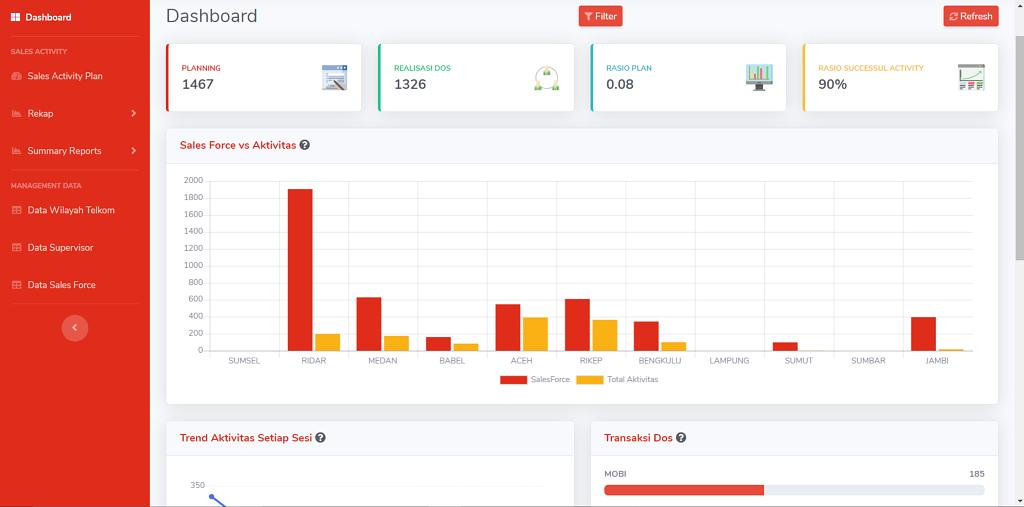 Dashboard
SALES ACTIVITY
Sales Activity Plan
Rekap
Summary Reports
MANAGEMENT DATA
Data Wilayah Telkom
Data Supervisor
Data Sales Force
Dashboard
Filter
Refresh
PLANNING
1467
REALISASI DOS
1326
RASIO PLAN
0.08
RASIO SUCCESSUL ACTIVITY
90%
Sales Force vs Aktivitas ?
2000
1800
1600
1400
1200
1000
800
600
400
200
0
SUMSEL RIDAR MEDAN BABEL ACEH RIKEP BENGKULU LAMPUNG SUMUT SUMBAR JAMBI
SalesForce Total Aktivitas
Trend Aktivitas Setiap Sesi ?
350
Transaksi Dos ?
MOBI 185